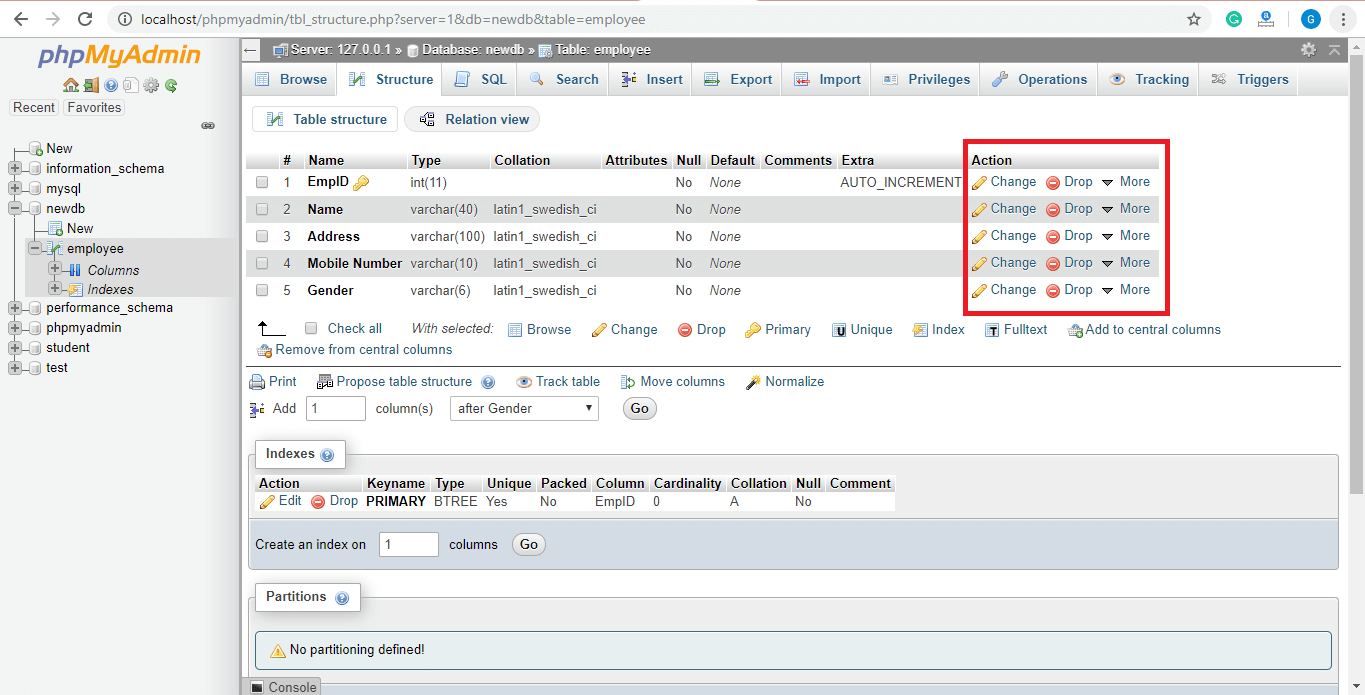 localhost/phpmyadmin/tbl_structure.php?server=1&db=newdb&table=employee
G
phpMyAdmin
Recent Favorites
New
information_schema
mysql
newdb
New
employee
Columns
Indexes
performance_schema
phpmyadmin
student
test
Server: 127.0.0.1 » Database: newdb » Table: employee
Browse Structure SQL Search Insert Export Import Privileges Operations Tracking Triggers
Table structure Relation view
# Name Type Collation Attributes Null Default Comments Extra Action
1 EmpID int(11) No None AUTO_INCREMENT Change Drop More
2 Name varchar(40) latin1_swedish_ci No None Change Drop More
3 Address varchar(100) latin1_swedish_ci No None Change Drop More
4 Mobile Number varchar(10) latin1_swedish_ci No None Change Drop More
5 Gender varchar(6) latin1_swedish_ci No None Change Drop More
Check all With selected: Browse Change Drop Primary Unique Index Fulltext Add to central columns
Remove from central columns
Print Propose table structure Track table Move columns Normalize
Add 1 column(s) after Gender Go
Indexes
Action Keyname Type Unique Packed Column Cardinality Collation Null Comment
Edit Drop PRIMARY BTREE Yes No EmpID 0 A No
Create an index on 1 columns Go
Partitions
No partitioning defined!
Console